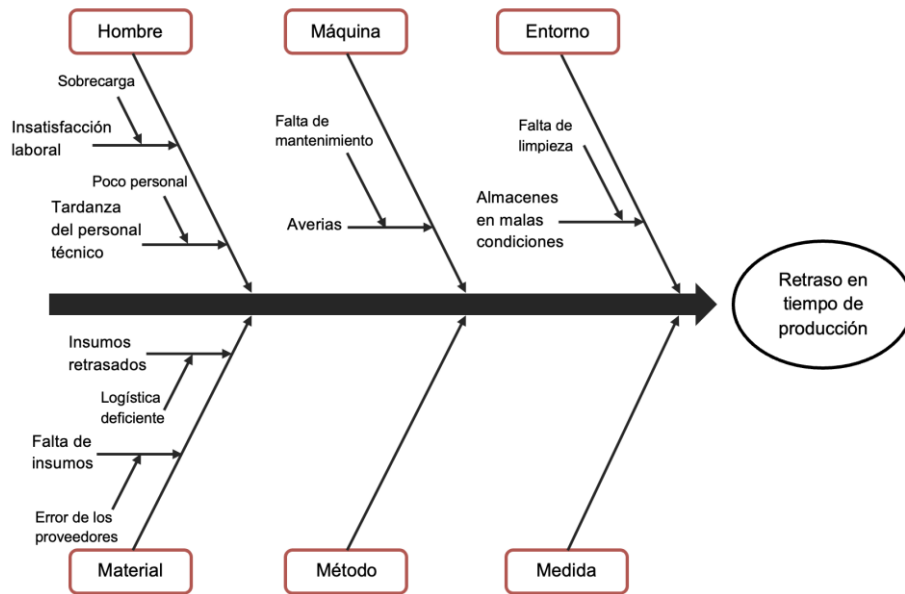 Hombre
Máquina
Entorno
Sobrecarga
Insatisfacción
laboral
Poco personal
Tardanza
del personal
técnico
Falta de
mantenimiento
Averias
Falta de
limpieza
Almacenes
en malas
condiciones
Retraso en
tiempo de
producción
Insumos
retrasados
Logística
deficiente
Falta de
insumos
Error de los
proveedores
Material
Método
Medida